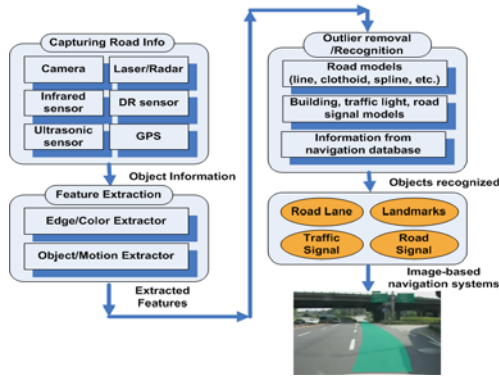 Capturing Road Info
Camera
Laser/Radar
Infrared
sensor
DR sensor
Ultrasonic
sensor
GPS
Object Information
Feature Extraction
Edge/Color Extractor
Object/Motion Extractor
Extracted
Features
Outlier removal
/Recognition
Road models
(line, clothoid, spline, etc.)
Building, traffic light, road
signal models
Information from
navigation database
Objects recognized
Road Lane
Landmarks
Traffic
Signal
Road
Signal
Image-based
navigation systems